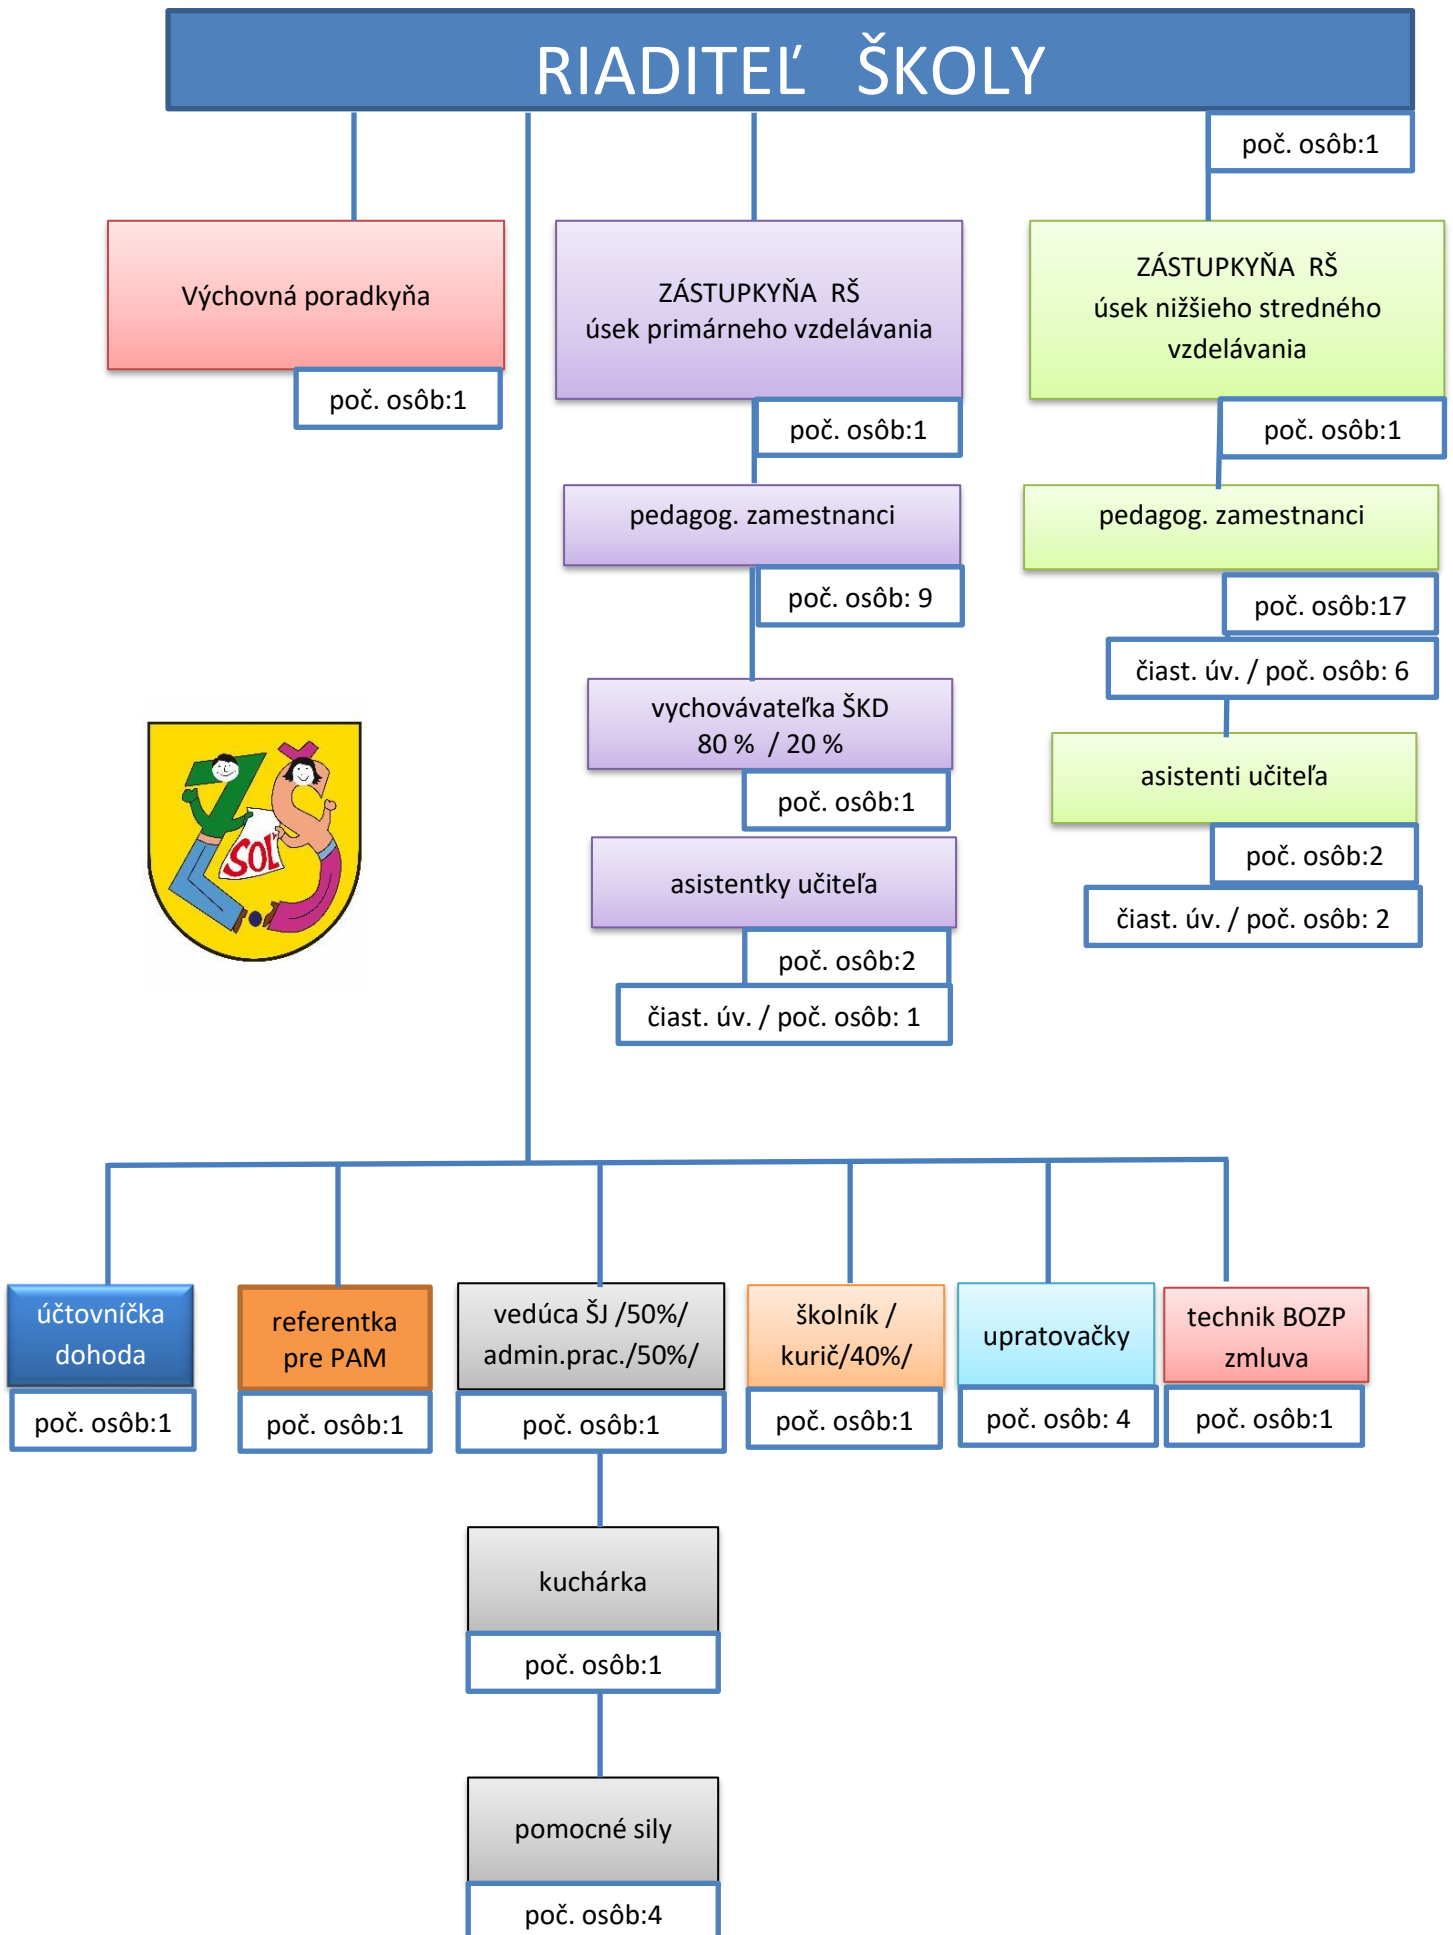 RIADITEĽ ŠKOLY
poč. osôb:1
Výchovná poradkyňa
poč. osôb:1
ZÁSTUPKYŇA RŠ
úsek primárneho vzdelávania
poč. osôb:1
pedagog. zamestnanci
poč. osôb: 9
vychovávateľka ŠKD
80 % / 20 %
poč. osôb:1
asistentky učiteľa
poč. osôb:2
čiast. úv. / poč. osôb: 1
ZÁSTUPKYŇA RŠ
úsek nižšieho stredného
vzdelávania
poč. osôb:1
pedagog. zamestnanci
poč. osôb:17
čiast. úv. / poč. osôb: 6
asistenti učiteľa
poč. osôb:2
čiast. úv. / poč. osôb: 2
ZŠ
SOĽ
účtovníčka
dohoda
poč. osôb:1
referentka
pre PAM
poč. osôb:1
vedúca ŠJ /50%/
admin.prac./50%/
poč. osôb:1
školník /
kurič/40%/
poč. osôb:1
upratovačky
poč. osôb: 4
technik BOZP
zmluva
poč. osôb:1
kuchárka
poč. osôb:1
pomocné sily
poč. osôb:4